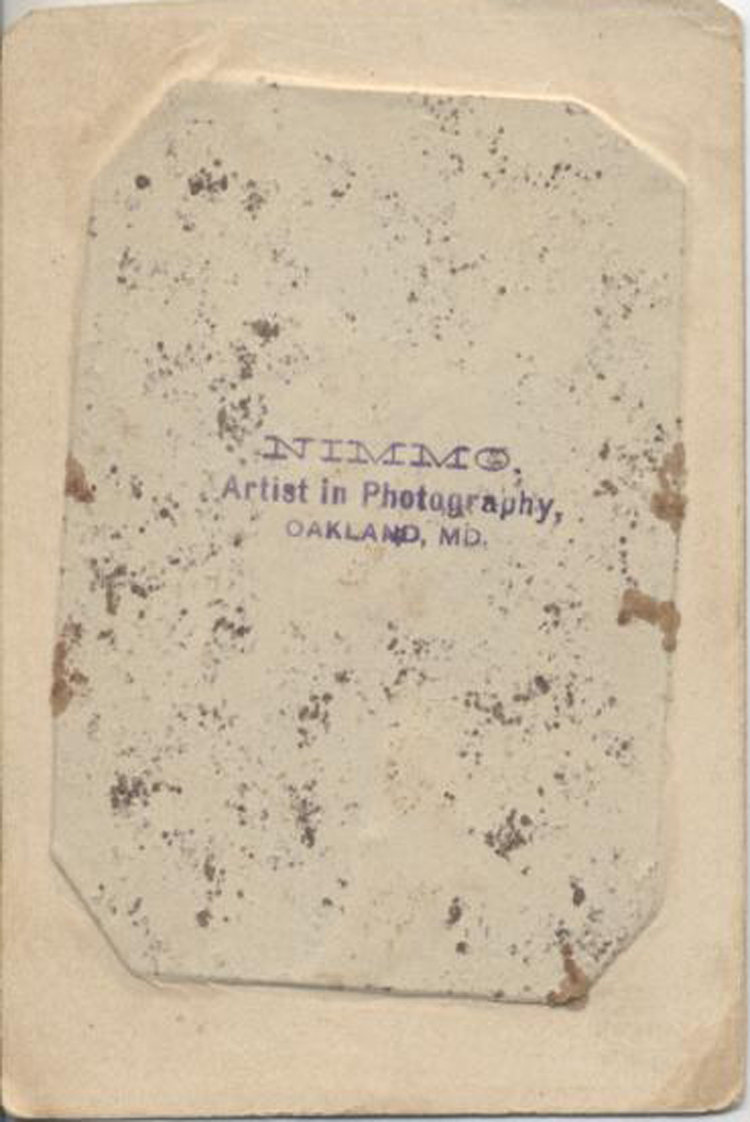 NIMMO.
Artist in Photography,
OAKLAND, MD.